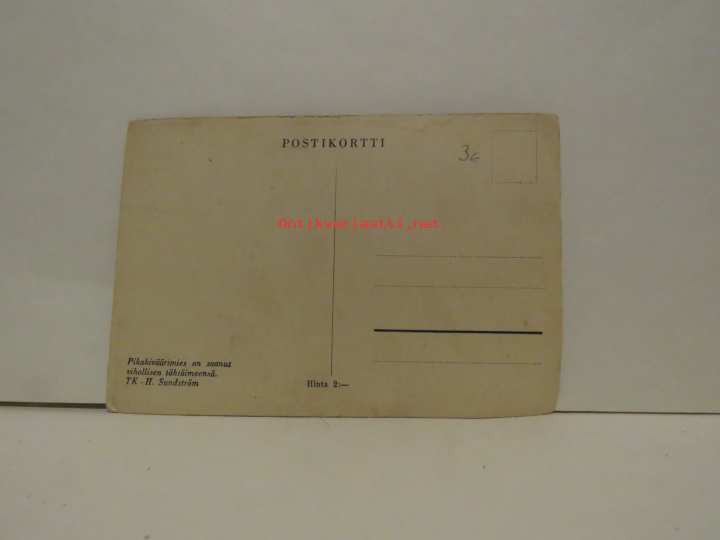 POSTIKORTTI
36
Antikvariaatti.net
Pikakiväärimies on saanut
vihollisen tähtäimeensä.
TK - H. Sundström
Hinta 2:—